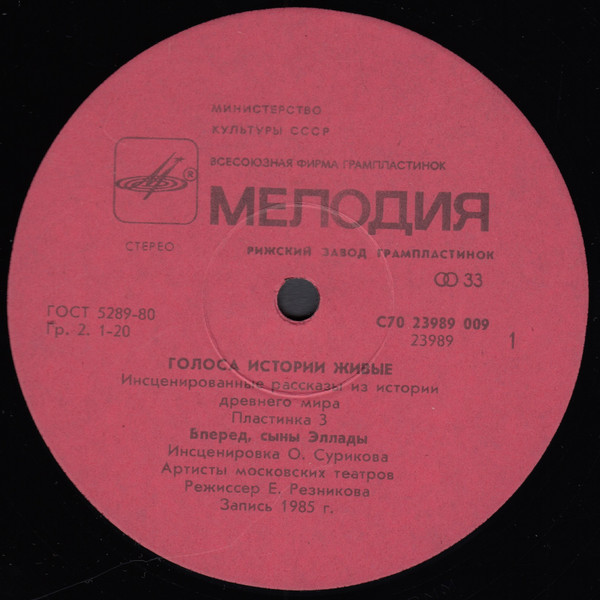 МИНИСТЕРСТВО
КУЛЬТУРЫ СССР
ВСЕСОЮЗНАЯ ФИРМА ГРАМПЛАСТИНОК
®
МЕЛОДИЯ
СТЕРЕО
РИЖСКИЙ ЗАВОД ГРАМПЛАСТИНОК
33
ГОСТ 5289-80
Гр. 2. 1-20
С70 23989 009
23989
1
ГОЛОСА ИСТОРИИ ЖИВЫЕ
Инсценированные рассказы из истории
древнего мира
Пластинка 3
Бперед, сыны Эллады
Инсценировка О. Сурикова
Артисты московских театров
Режиссер Е. Резникова
Запись 1985 г.